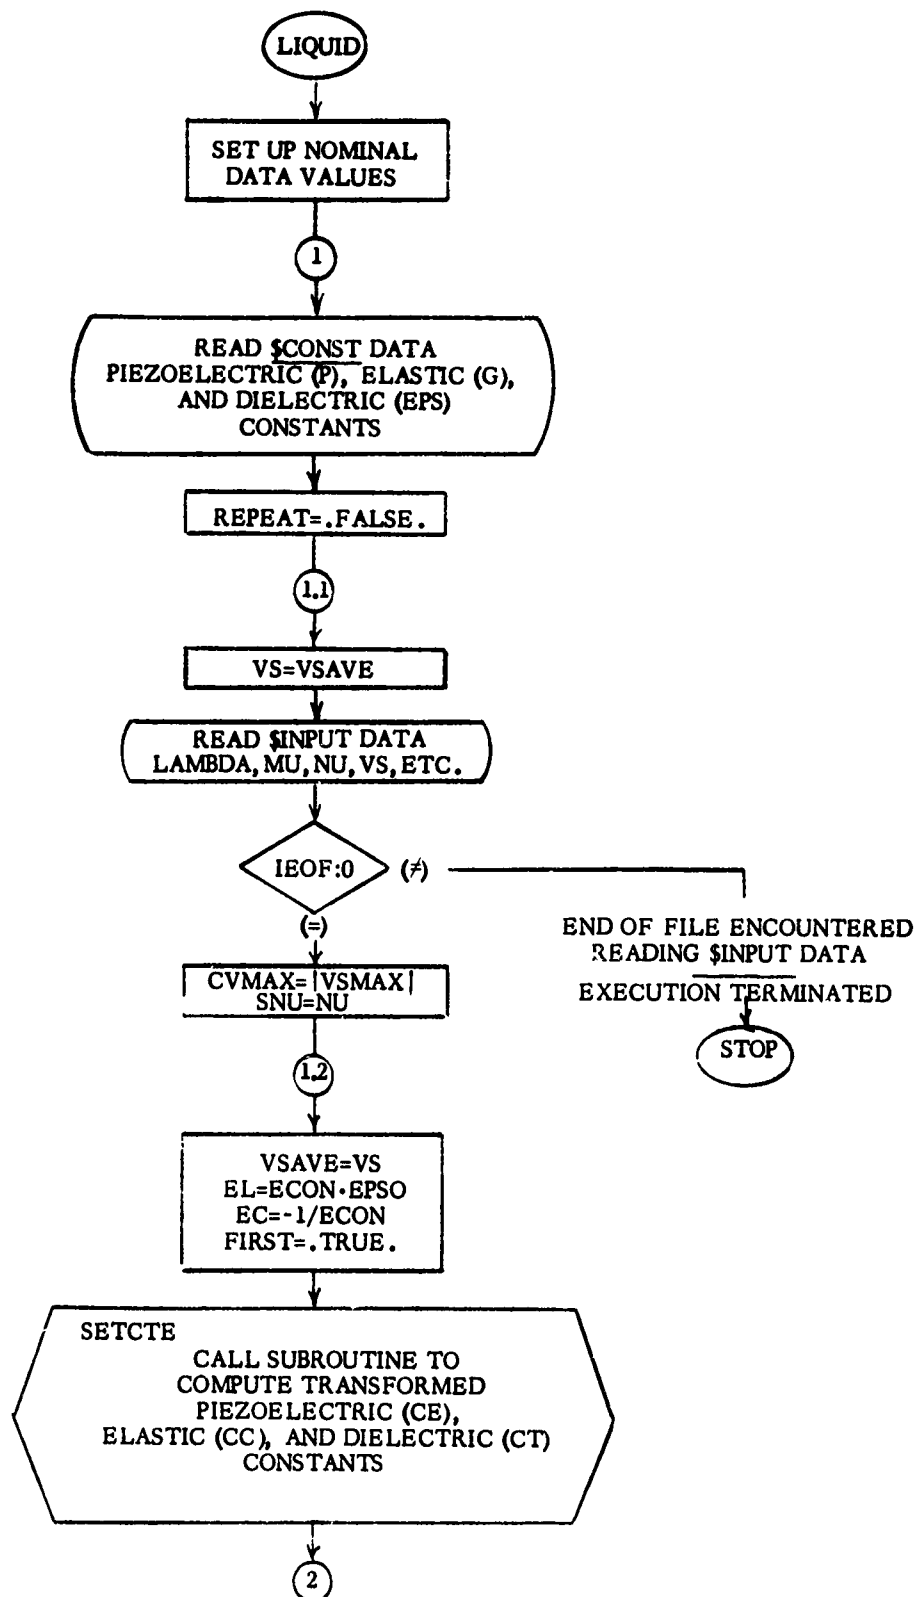 LIQUID
SET UP NOMINAL
DATA VALUES
1
READ $CONST DATA
PIEZOELECTRIC (P), ELASTIC (G),
AND DIELECTRIC (EPS)
CONSTANTS
REPEAT=.FALSE.
1.1
VS=VSAVE
READ $INPUT DATA
LAMBDA, MU, NU, VS, ETC.
IEOF:0 (≠)
(=)
END OF FILE ENCOUNTERED
READING $INPUT DATA
EXECUTION TERMINATED
STOP
CVMAX=|VSMAX|
SNU=NU
1.2
VSAVE=VS
EL=ECON·EPSO
EC=-1/ECON
FIRST=.TRUE.
SETCTE
CALL SUBROUTINE TO
COMPUTE TRANSFORMED
PIEZOELECTRIC (CE),
ELASTIC (CC), AND DIELECTRIC (CT)
CONSTANTS
2